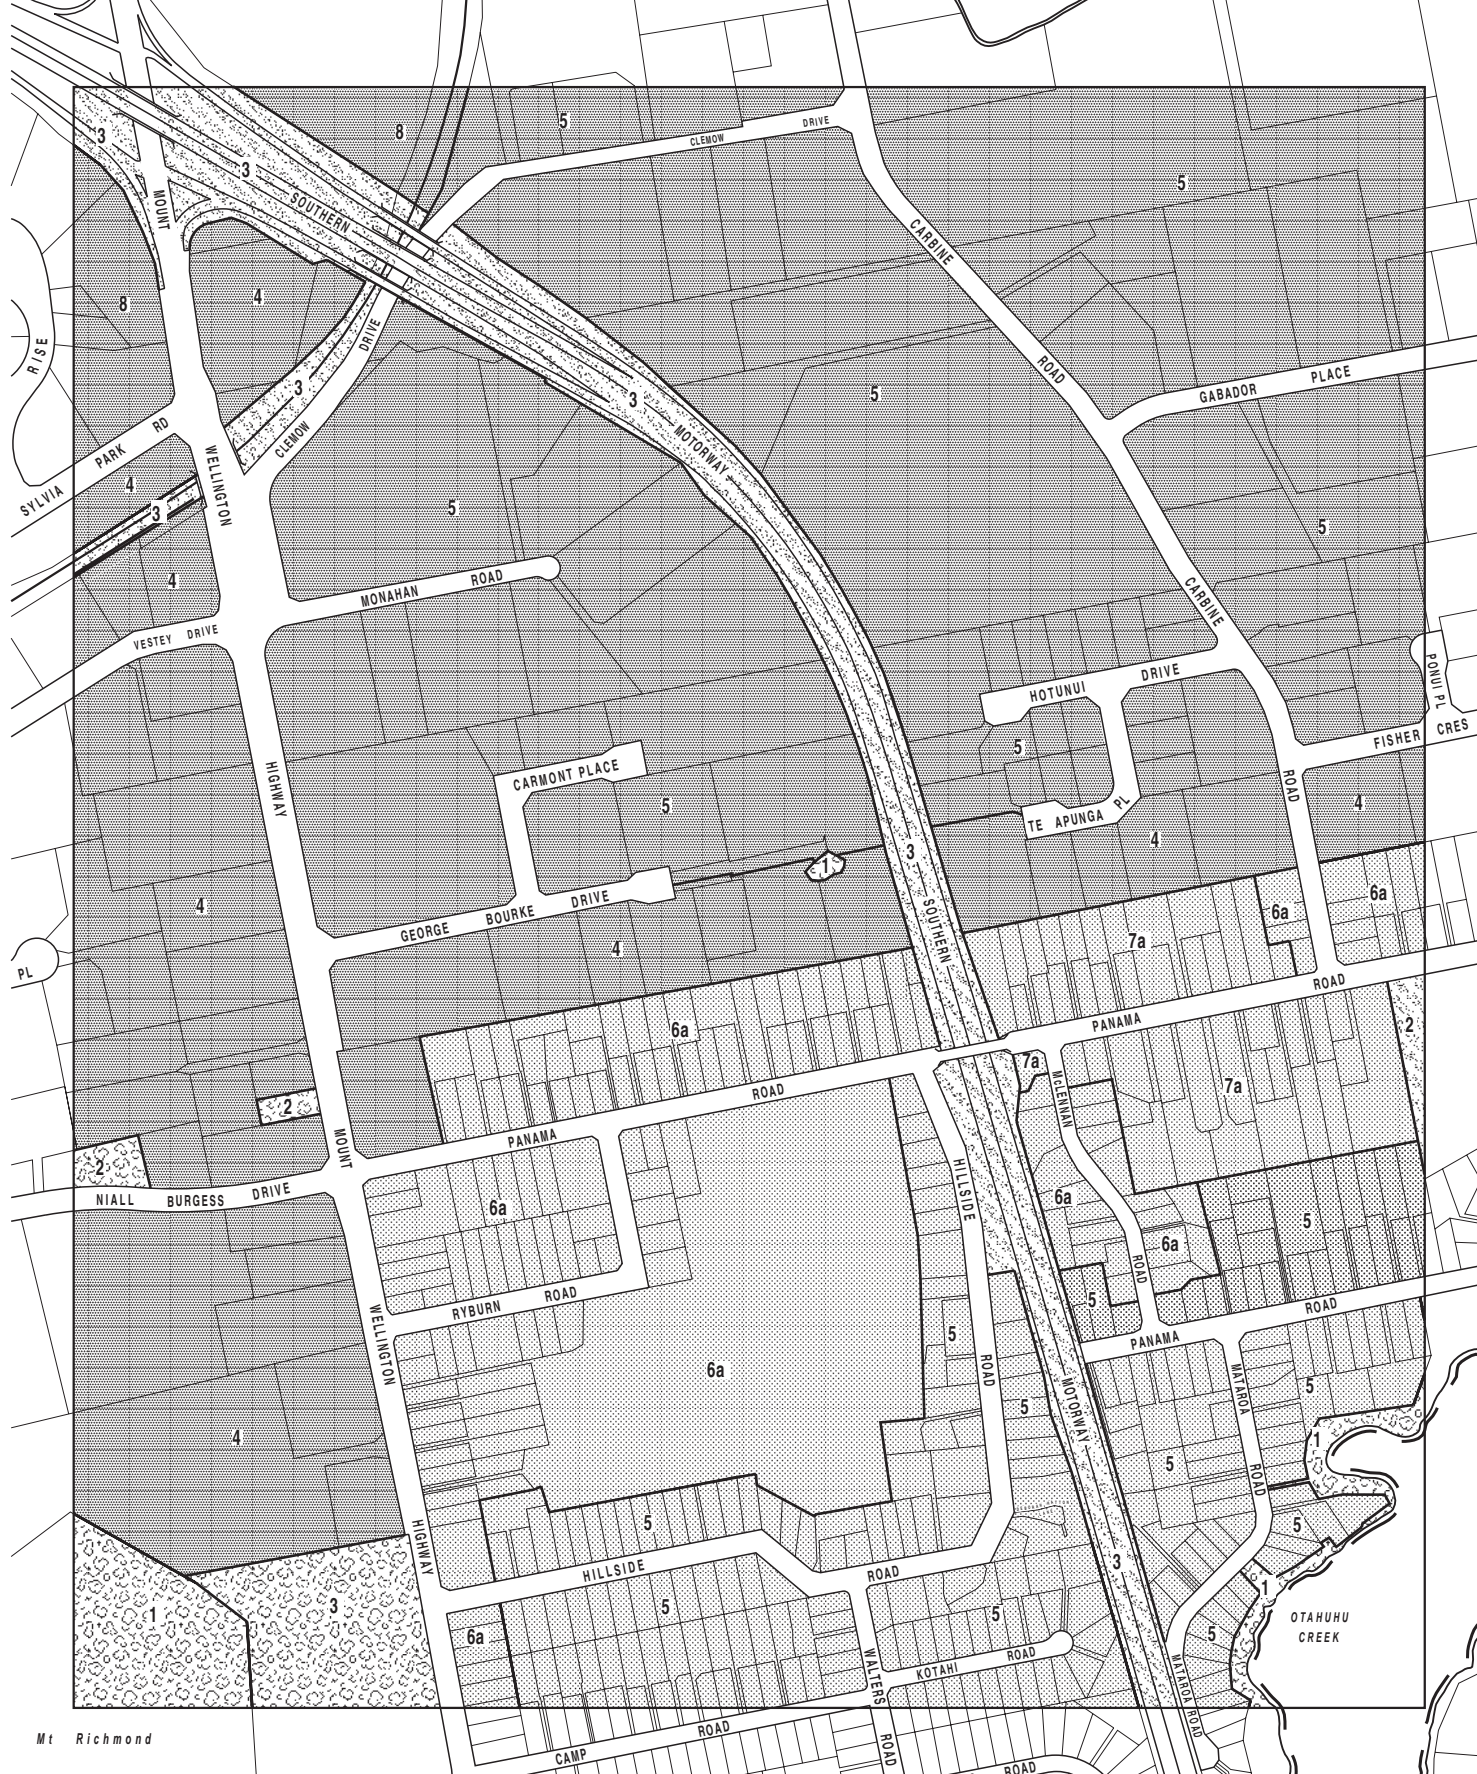 3
8
5
CLEMOW DRIVE
3
5
MOUNT
SOUTHERN
CARBINE
8
4
RISE
DRIVE
ROAD
GABADOR PLACE
3
3
5
SYLVIA PARK RD
CLEMOW
MOTORWAY
4
WELLINGTON
3
5
5
4
MONAHAN ROAD
CARBINE
VESTEY DRIVE
PONUI PL
HOTUNUI DRIVE
5
FISHER CRES
HIGHWAY
CARMONT PLACE
ROAD
5
4
TE APUNGA PL
4
3
1
4
GEORGE BOURKE DRIVE
SOUTHERN
6a
6a
4
7a
PL
ROAD
6a
PANAMA
2
7a
7a
2
ROAD
McLENNAN
PANAMA
MOUNT
2
HILLSIDE
NIALL BURGESS DRIVE
6a
6a
5
6a
ROAD
RYBURN ROAD
5
ROAD
WELLINGTON
5
PANAMA
6a
ROAD
MOTORWAY
MATAROA
5
5
4
1
5
ROAD
HIGHWAY
5
5
HILLSIDE
ROAD
3
1
1
3
5
5
OTAHUHU
CREEK
6a
5
WALTERS
KOTAHI ROAD
MATAROA ROAD
Mt Richmond
CAMP ROAD
ROAD
ROAD